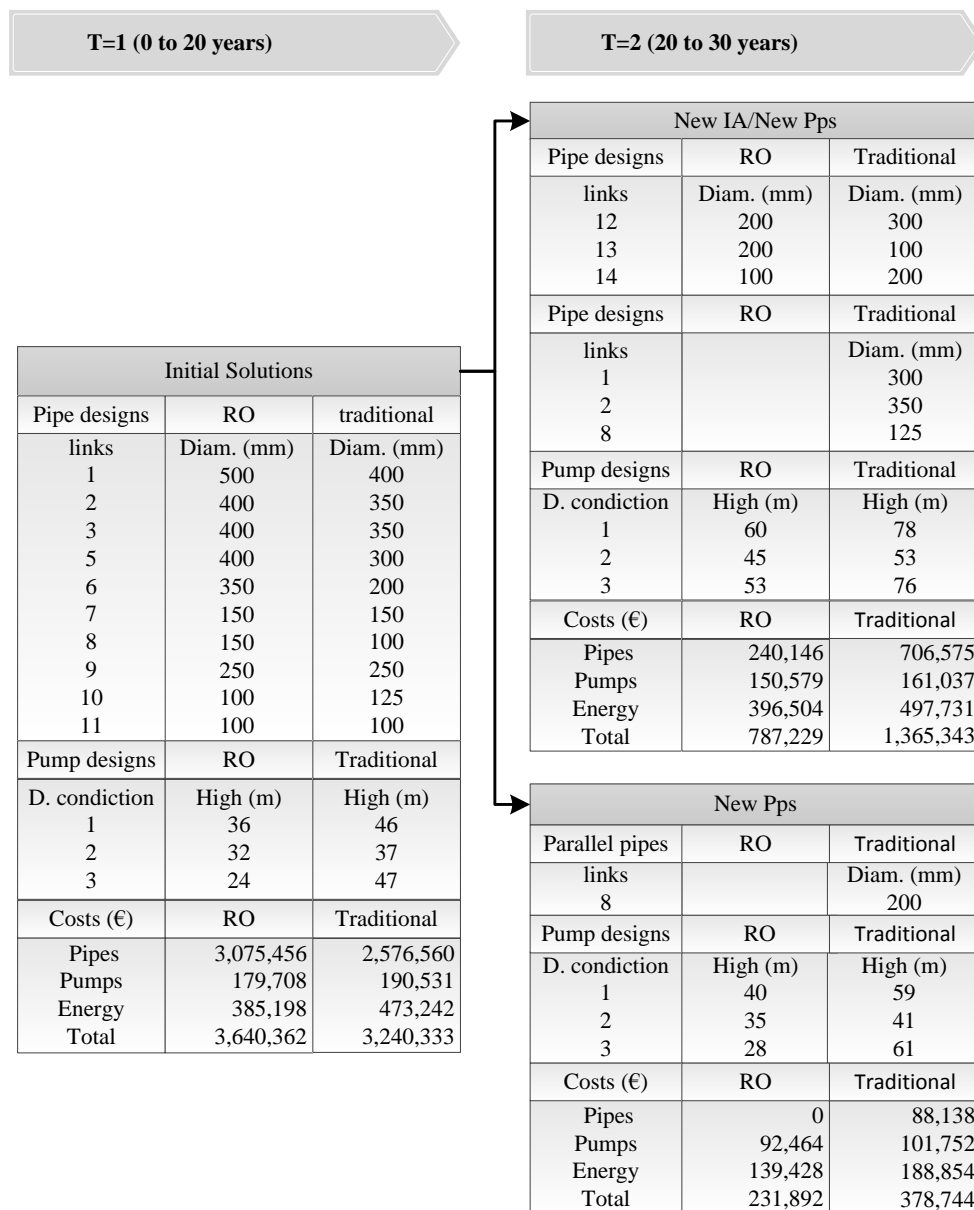 T=1 (0 to 20 years)
T=2 (20 to 30 years)
Initial Solutions
Pipe designs RO traditional
links Diam. (mm) Diam. (mm)
1 500 400
2 400 350
3 400 350
5 400 300
6 350 200
7 150 150
8 150 100
9 250 250
10 100 125
11 100 100
Pump designs RO Traditional
D. condiction High (m) High (m)
1 36 46
2 32 37
3 24 47
Costs (€) RO Traditional
Pipes 3,075,456 2,576,560
Pumps 179,708 190,531
Energy 385,198 473,242
Total 3,640,362 3,240,333
New IA/New Pps
Pipe designs RO Traditional
links Diam. (mm) Diam. (mm)
12 200 300
13 200 100
14 100 200
Pipe designs RO Traditional
links Diam. (mm)
1 300
2 350
8 125
Pump designs RO Traditional
D. condiction High (m) High (m)
1 60 78
2 45 53
3 53 76
Costs (€) RO Traditional
Pipes 240,146 706,575
Pumps 150,579 161,037
Energy 396,504 497,731
Total 787,229 1,365,343
New Pps
Parallel pipes RO Traditional
links Diam. (mm)
8 200
Pump designs RO Traditional
D. condiction High (m) High (m)
1 40 59
2 35 41
3 28 61
Costs (€) RO Traditional
Pipes 0 88,138
Pumps 92,464 101,752
Energy 139,428 188,854
Total 231,892 378,744